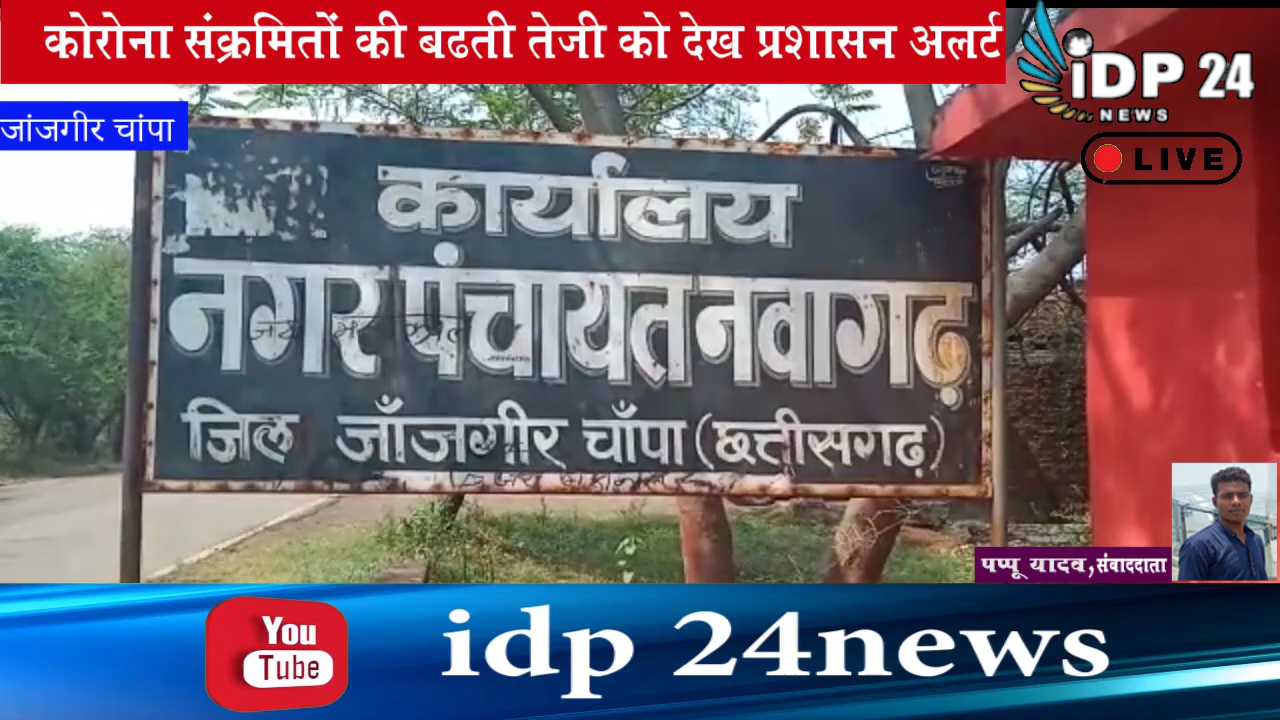 कोरोना संक्रमितों की बढती तेजी को देख प्रशासन अलर्ट
iDP 24
NEWS
LIVE
जांजगीर चांपा
कार्यालय
नगर पंचायत नवागढ़
जिला जाँजगीर चाँपा (छत्तीसगढ़)
पप्पू यादव, संवाददाता
You
Tube
idp 24news